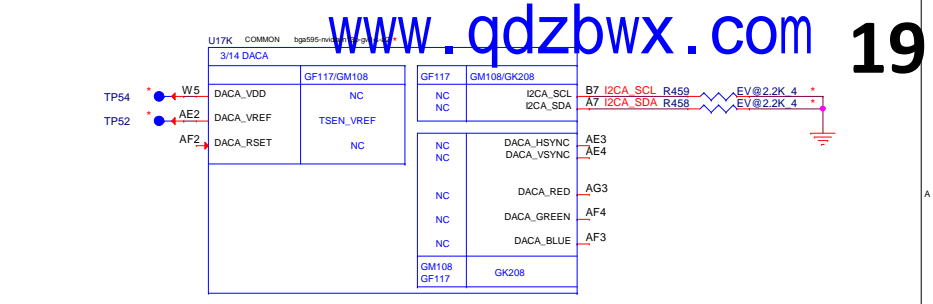 www.qdzbwx.com
19
U17K COMMON
3/14 DACA
GF117/GM108
GF117 GM108/GK208
TP54 * W5 DACA_VDD NC
NC I2CA_SCL B7 I2CA_SCL R459 EV@2.2K_4 *
NC I2CA_SDA A7 I2CA_SDA R458 EV@2.2K_4 *
TP52 * AE2 DACA_VREF TSEN_VREF
AF2 DACA_RSET NC
NC DACA_HSYNC AE3
NC DACA_VSYNC AE4
NC DACA_RED AG3
NC DACA_GREEN AF4
NC DACA_BLUE AF3
GM108
GF117
GK208
A